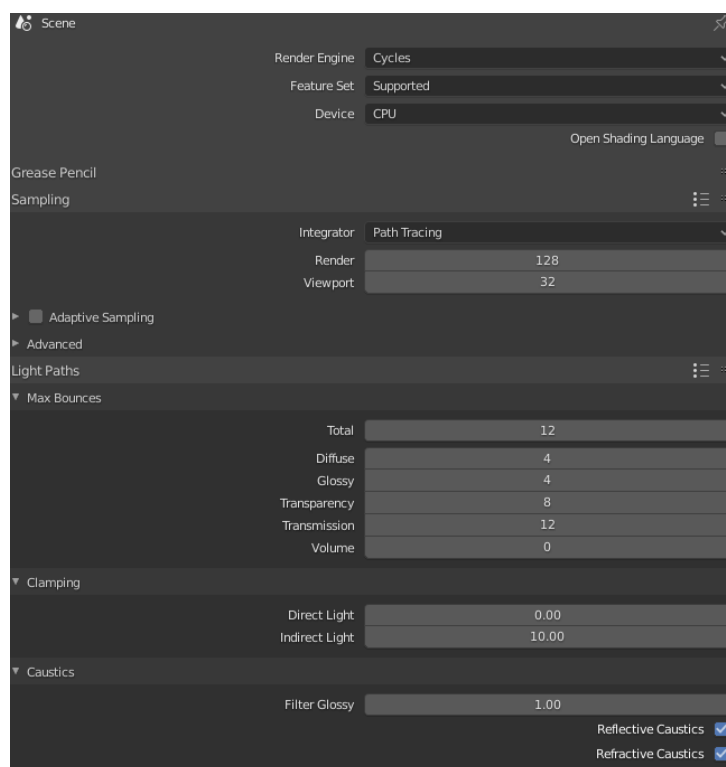 Scene
Render Engine Cycles
Feature Set Supported
Device CPU
Open Shading Language
Grease Pencil
Sampling
Integrator Path Tracing
Render 128
Viewport 32
Adaptive Sampling
Advanced
Light Paths
Max Bounces
Total 12
Diffuse 4
Glossy 4
Transparency 8
Transmission 12
Volume 0
Clamping
Direct Light 0.00
Indirect Light 10.00
Caustics
Filter Glossy 1.00
Reflective Caustics
Refractive Caustics